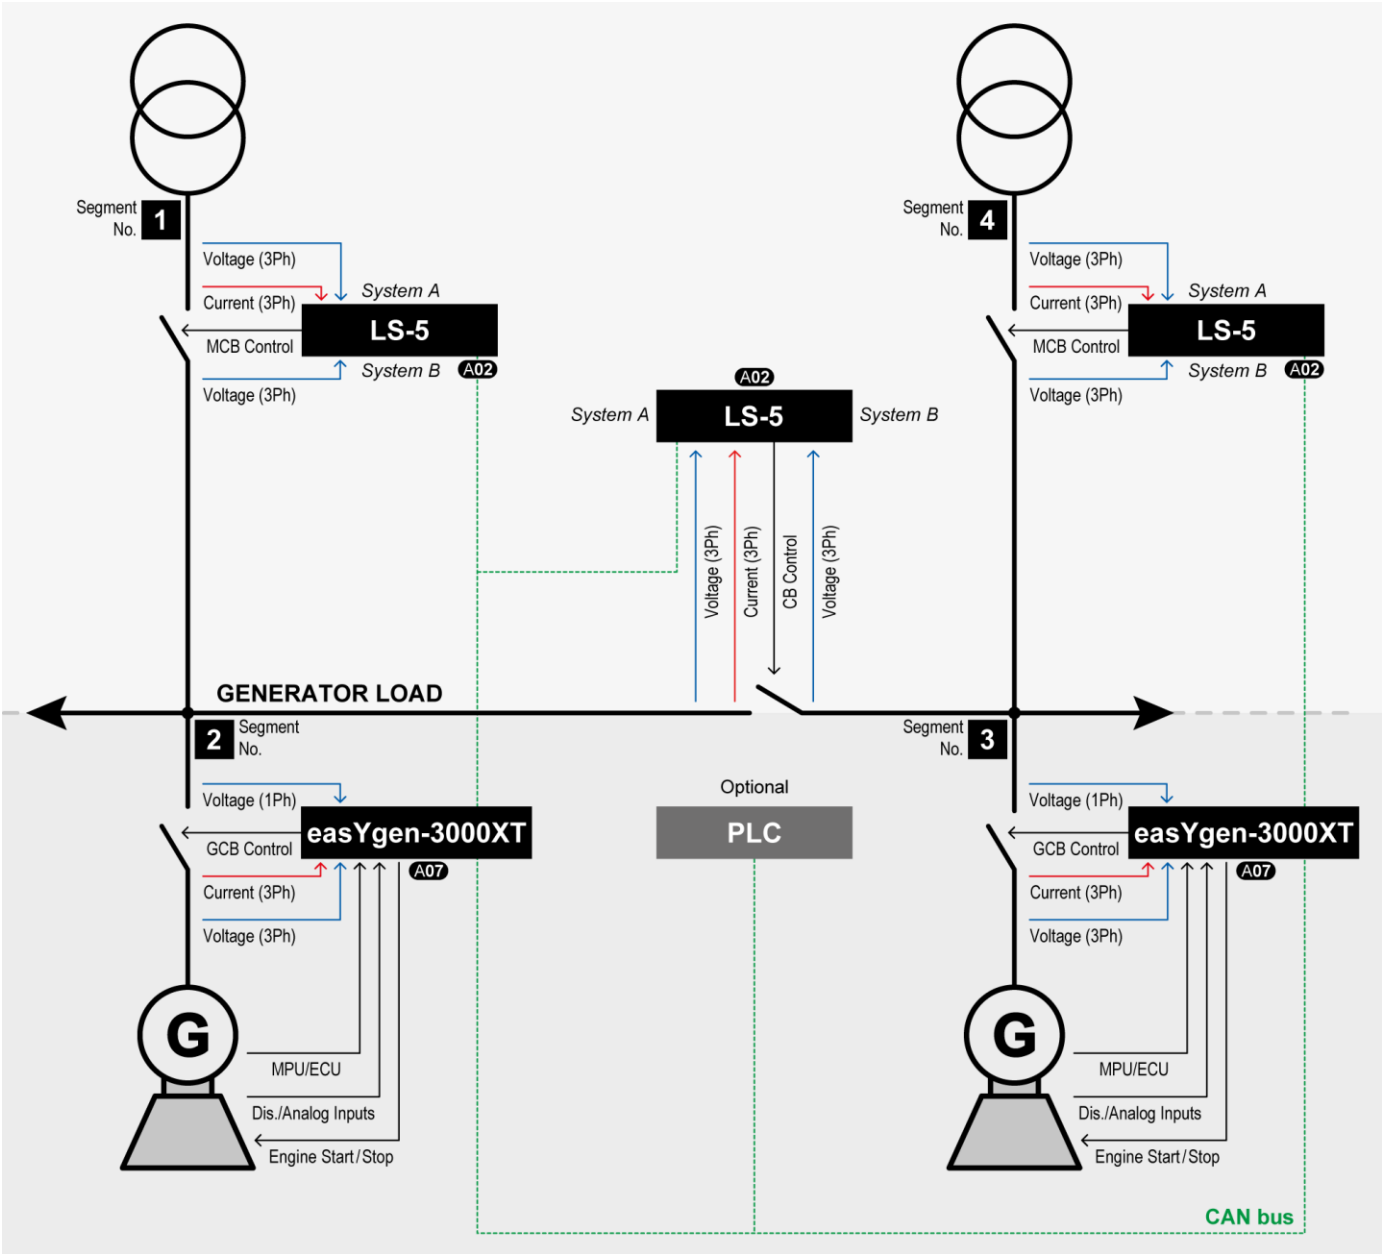 Segment
No.
1
Voltage (3Ph)
Current (3Ph)
System A
LS-5
MCB Control
System B
A02
Voltage (3Ph)
Segment
No.
4
Voltage (3Ph)
Current (3Ph)
System A
LS-5
MCB Control
System B
A02
Voltage (3Ph)
A02
System A
LS-5
System B
Voltage (3Ph)
Current (3Ph)
CB Control
Voltage (3Ph)
GENERATOR LOAD
2
Segment
No.
Voltage (1Ph)
easYgen-3000XT
GCB Control
A07
Current (3Ph)
Voltage (3Ph)
G
MPU/ECU
Dis./Analog Inputs
Engine Start/Stop
Optional
PLC
Segment
No.
3
Voltage (1Ph)
easYgen-3000XT
GCB Control
A07
Current (3Ph)
Voltage (3Ph)
G
MPU/ECU
Dis./Analog Inputs
Engine Start/Stop
CAN bus